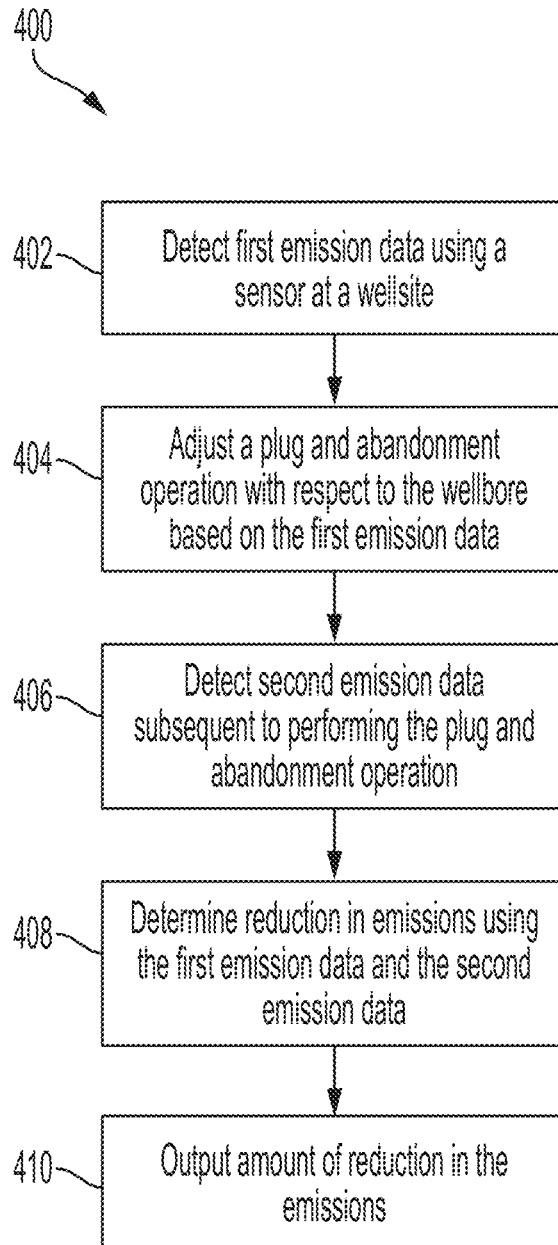 400
402
Detect first emission data using a
sensor at a wellsite
404
Adjust a plug and abandonment
operation with respect to the wellbore
based on the first emission data
406
Detect second emission data
subsequent to performing the plug and
abandonment operation
408
Determine reduction in emissions using
the first emission data and the second
emission data
410
Output amount of reduction in the
emissions